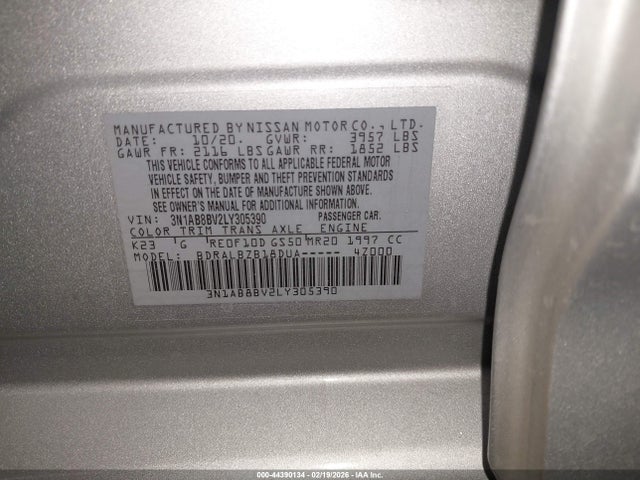 MANUFACTURED BY NISSAN MOTOR CO., LTD.
DATE: 10/20. GVWR: 3957 LBS
GAWR FR: 2116 LBS GAWR RR: 1852 LBS
THIS VEHICLE CONFORMS TO ALL APPLICABLE FEDERAL MOTOR
VEHICLE SAFETY, BUMPER AND THEFT PREVENTION STANDARDS
IN EFFECT ON THE DATE OF MANUFACTURE SHOWN ABOVE.
SEE OWNER MANUAL FOR ADDITIONAL INFORMATION.
VIN: 3N1AB8BV2LY305390 PASSENGER CAR.
COLOR TRIM TRANS AXLE ENGINE
K23 G RE0F10D GS50 MR20 1997 CC
MODEL: BDRALBZB18DUA----- 4Z000
3N1AB8BV2LY305390
000-44390134 - 02/19/2026 - IAA, Inc.